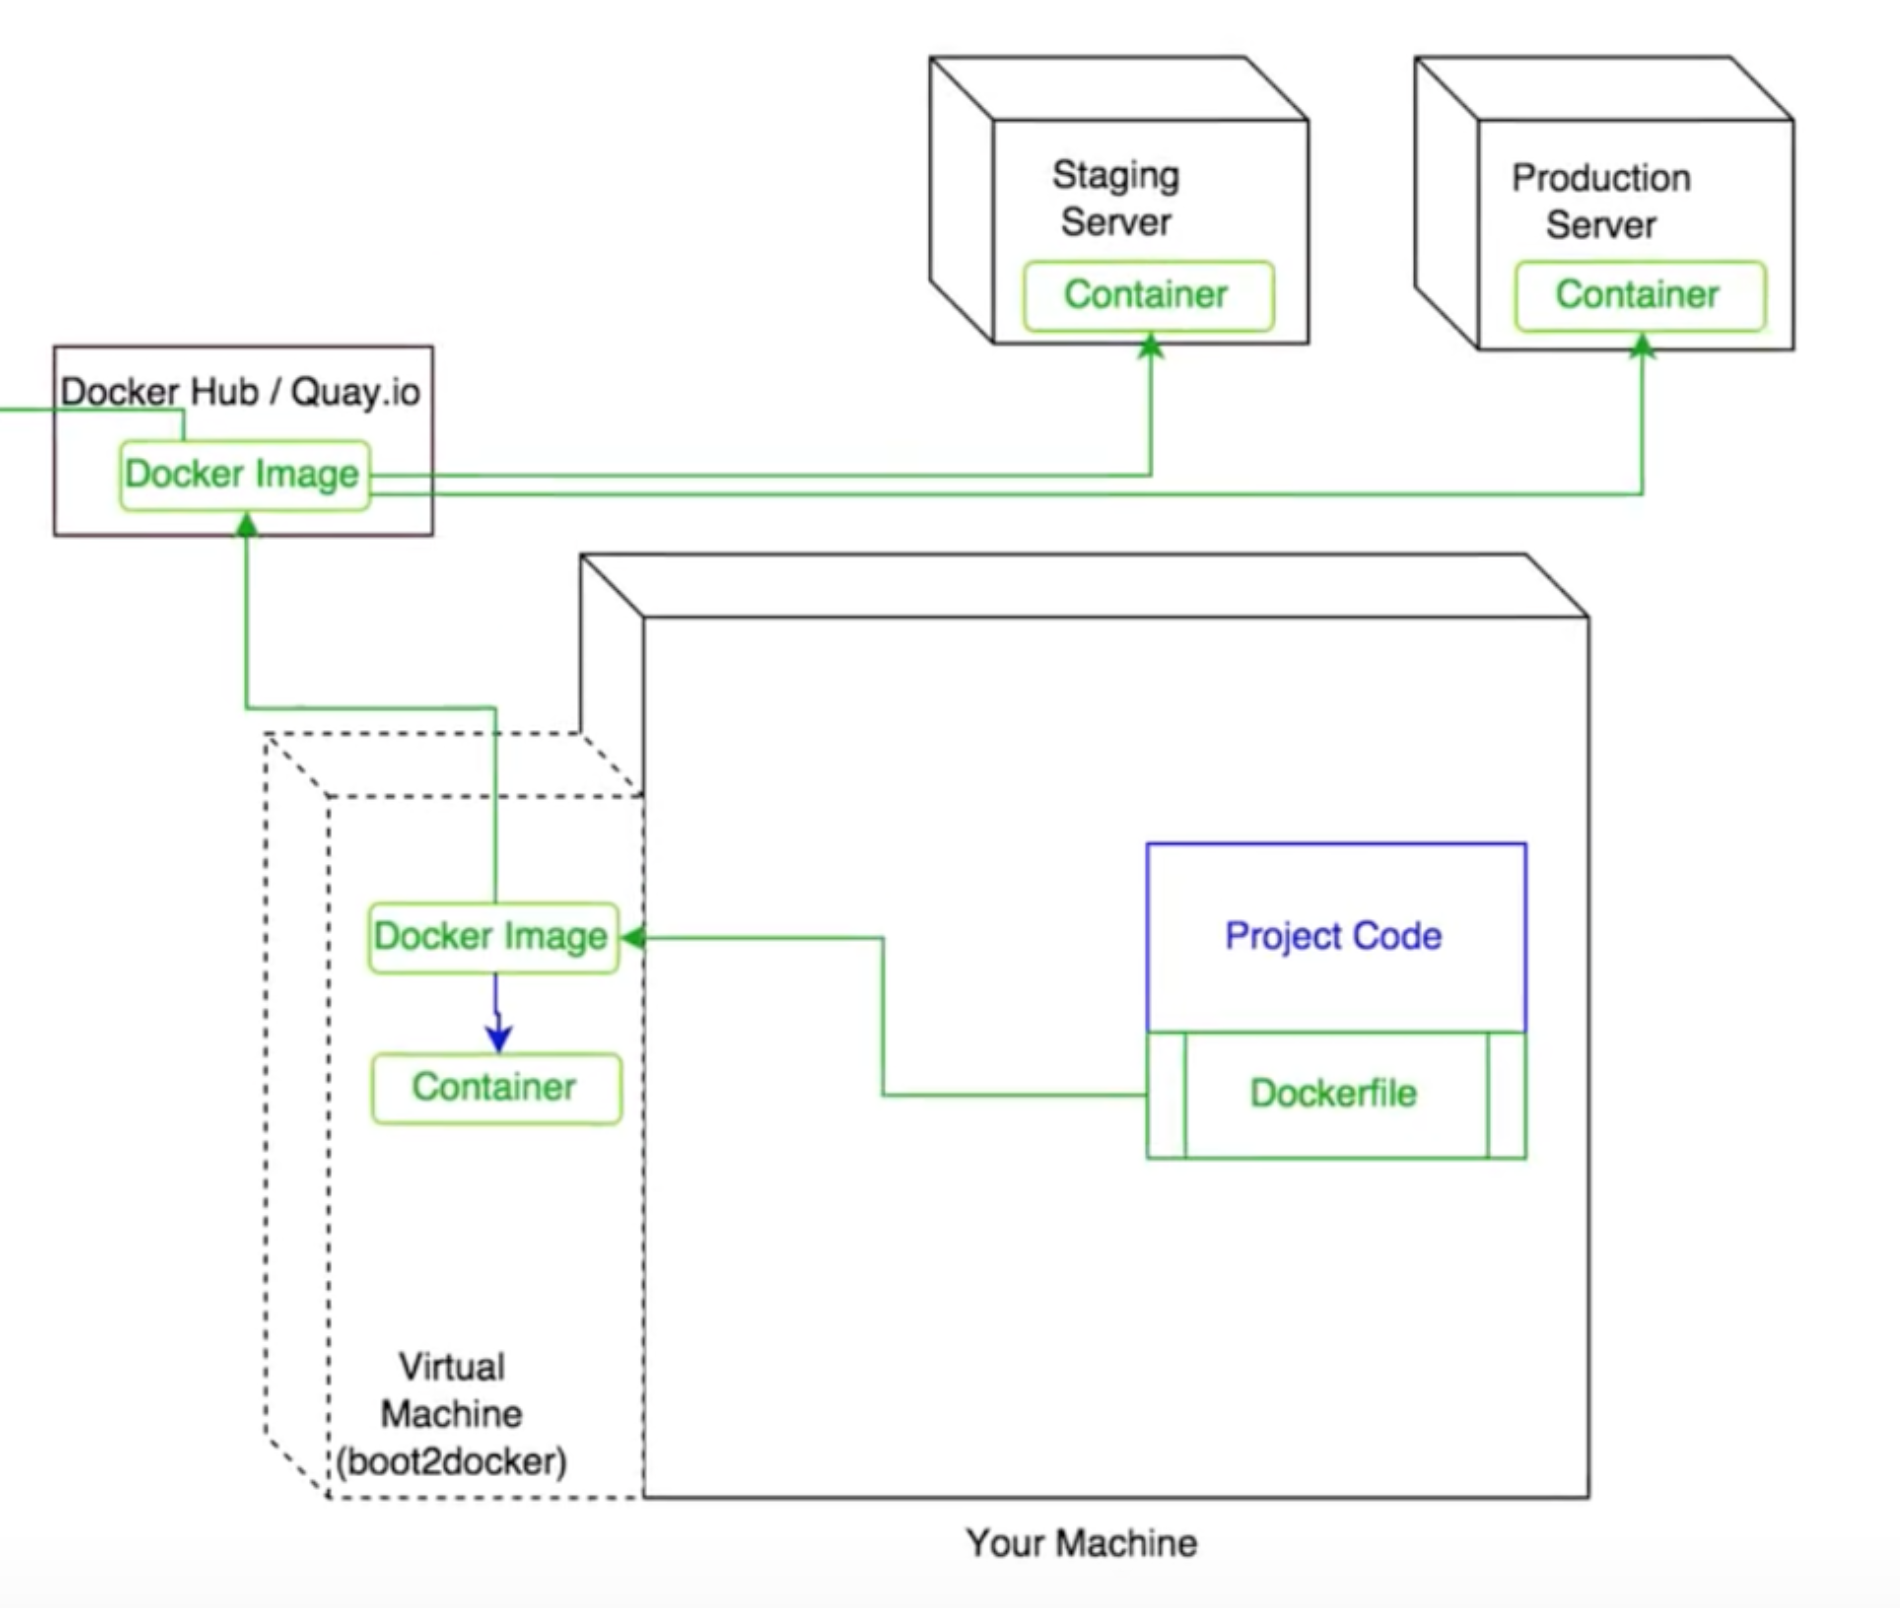 Staging
Server
Container
Production
Server
Container
Docker Hub / Quay.io
Docker Image
Docker Image
Container
Virtual
Machine
(boot2docker)
Project Code
Dockerfile
Your Machine